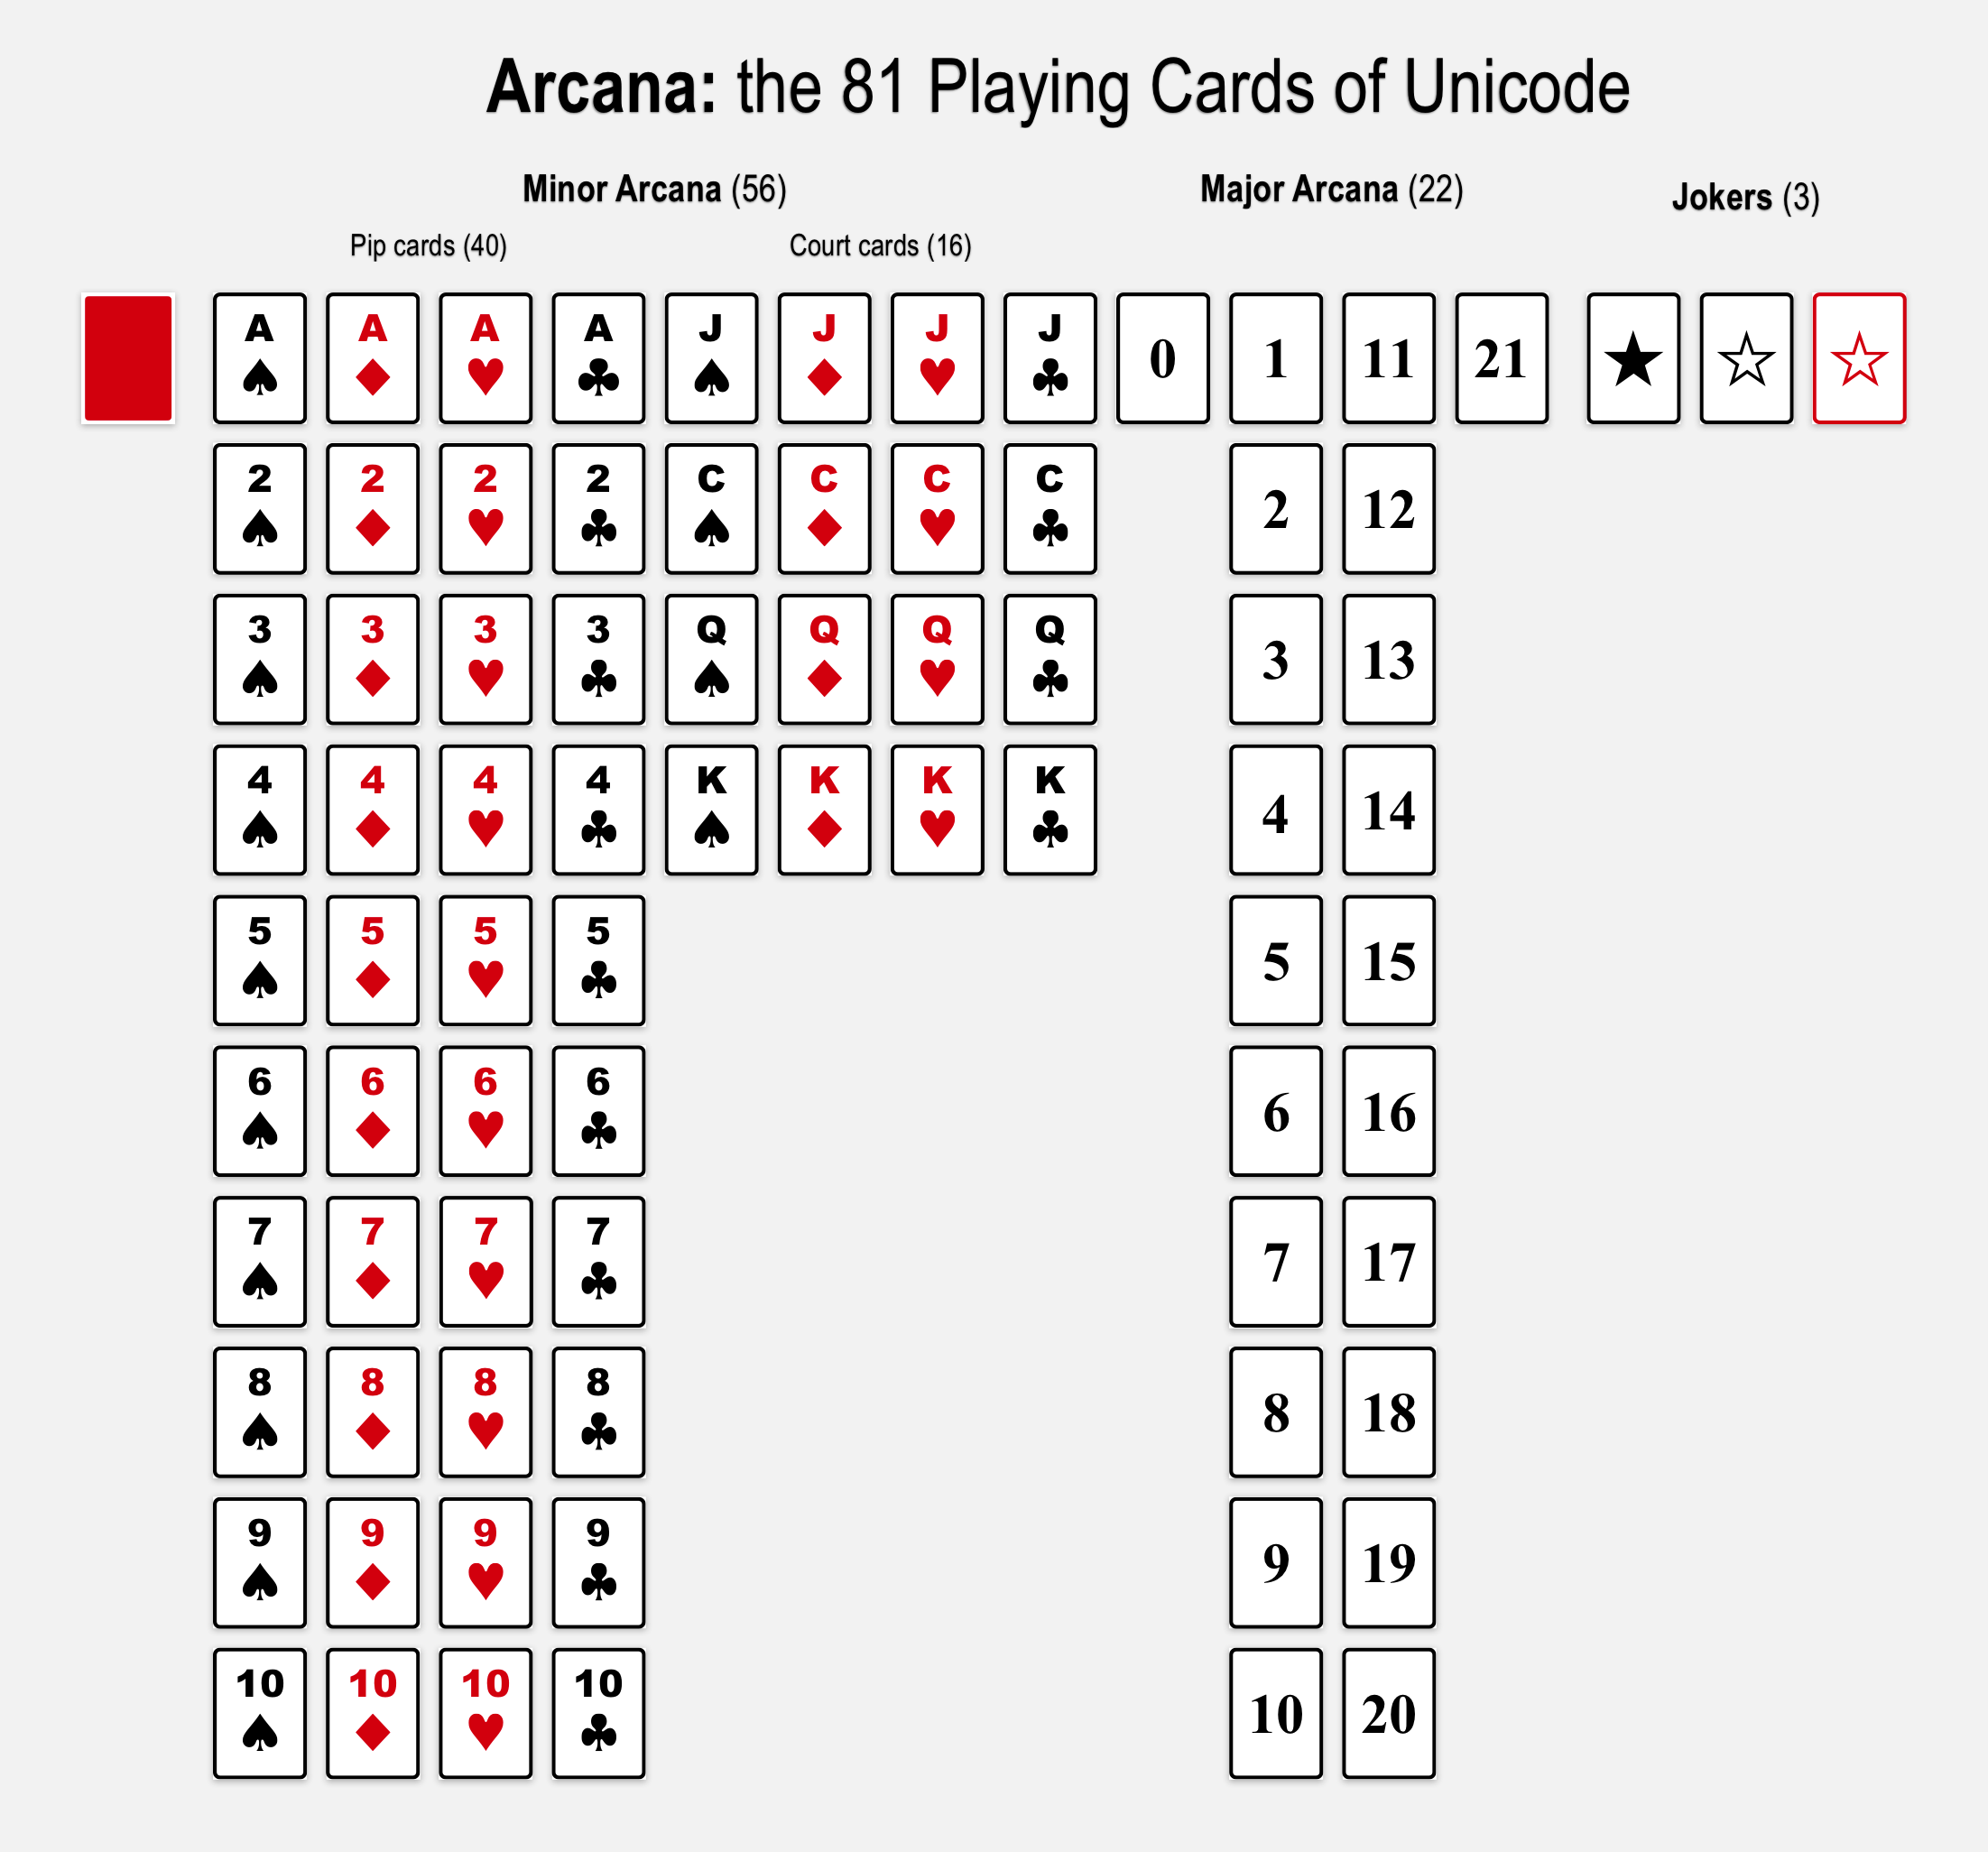 Arcana: the 81 Playing Cards of Unicode
Minor Arcana (56) Major Arcana (22) Jokers (3)
Pip cards (40) Court cards (16)
A♠ A♦ A♥ A♣ J♠ J♦ J♥ J♣ 0 1 11 21 ★ ☆ ☆
2♠ 2♦ 2♥ 2♣ C♠ C♦ C♥ C♣ 2 12
3♠ 3♦ 3♥ 3♣ Q♠ Q♦ Q♥ Q♣ 3 13
4♠ 4♦ 4♥ 4♣ K♠ K♦ K♥ K♣ 4 14
5♠ 5♦ 5♥ 5♣ 5 15
6♠ 6♦ 6♥ 6♣ 6 16
7♠ 7♦ 7♥ 7♣ 7 17
8♠ 8♦ 8♥ 8♣ 8 18
9♠ 9♦ 9♥ 9♣ 9 19
10♠ 10♦ 10♥ 10♣ 10 20